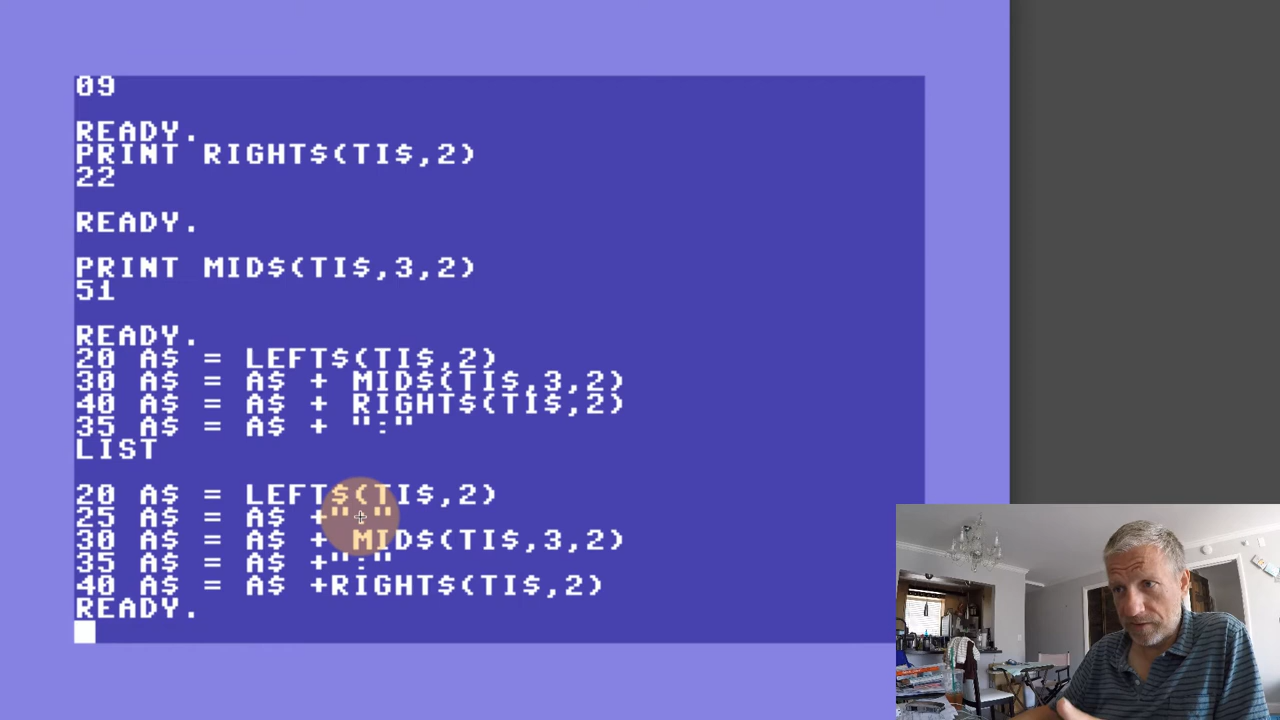 09
READY.
PRINT RIGHT$(TI$,2)
22
READY.
PRINT MID$(TI$,3,2)
51
READY.
20 A$ = LEFT$(TI$,2)
30 A$ = A$ + MID$(TI$,3,2)
40 A$ = A$ + RIGHT$(TI$,2)
35 A$ = A$ + ":"
LIST
20 A$ = LEFT$(TI$,2)
25 A$ = A$ +":"
30 A$ = A$ + MID$(TI$,3,2)
35 A$ = A$ +":"
40 A$ = A$ +RIGHT$(TI$,2)
READY.